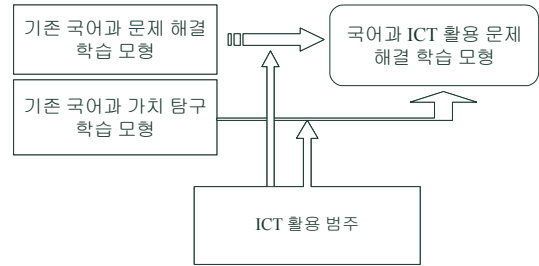 기존 국어과 문제 해결
학습 모형
국어과 ICT 활용 문제
해결 학습 모형
기존 국어과 가치 탐구
학습 모형
ICT 활용 범주